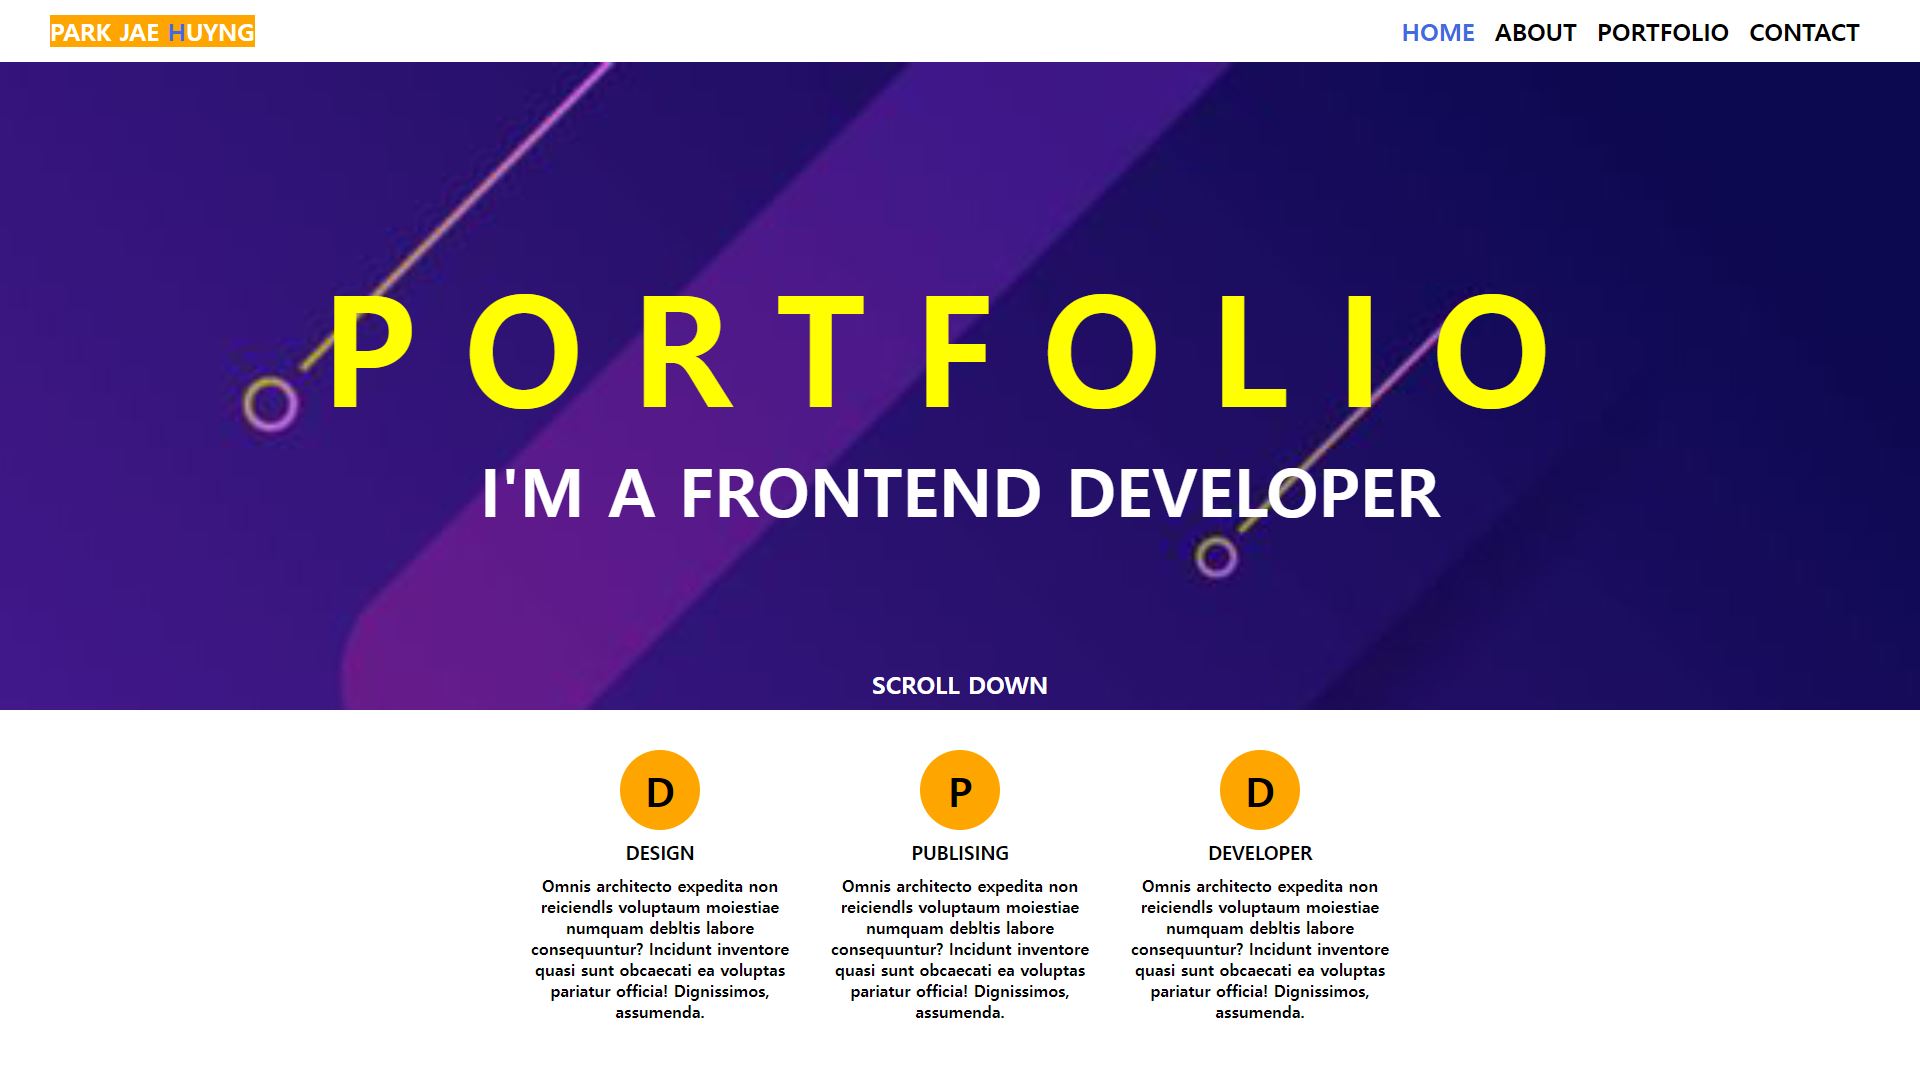 PARK JAE HUYNG
HOME ABOUT PORTFOLIO CONTACT
PORTFOLIO
I'M A FRONTEND DEVELOPER
SCROLL DOWN
D
DESIGN
Omnis architecto expedita non
reiciendls voluptaum moiestiae
numquam debltis labore
consequuntur? Incidunt inventore
quasi sunt obcaecati ea voluptas
pariatur officia! Dignissimos,
assumenda.
P
PUBLISING
Omnis architecto expedita non
reiciendls voluptaum moiestiae
numquam debltis labore
consequuntur? Incidunt inventore
quasi sunt obcaecati ea voluptas
pariatur officia! Dignissimos,
assumenda.
D
DEVELOPER
Omnis architecto expedita non
reiciendls voluptaum moiestiae
numquam debltis labore
consequuntur? Incidunt inventore
quasi sunt obcaecati ea voluptas
pariatur officia! Dignissimos,
assumenda.